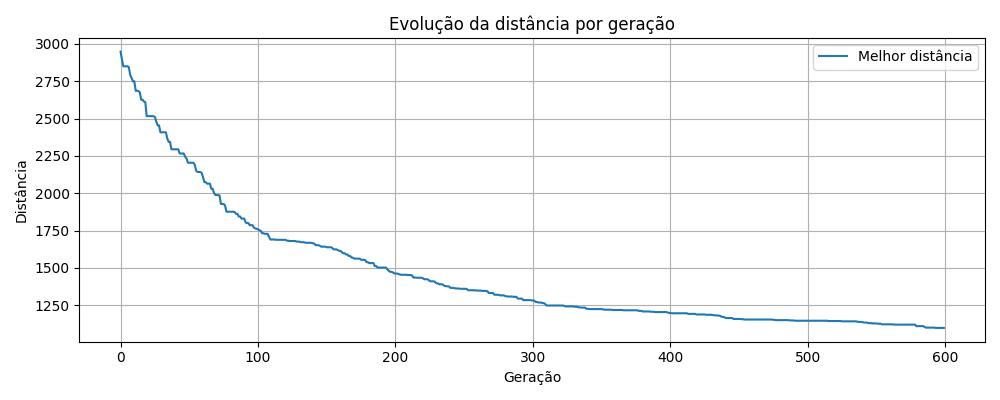 Evolução da distância por geração
Melhor distância
Distância
3000
2750
2500
2250
2000
1750
1500
1250
0 100 200 300 400 500 600
Geração